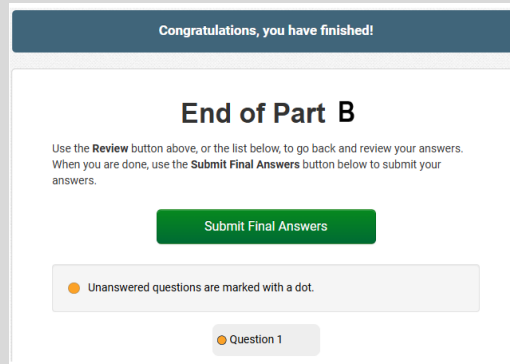 Congratulations, you have finished!
End of Part B
Use the Review button above, or the list below, to go back and review your answers.
When you are done, use the Submit Final Answers button below to submit your
answers.
Submit Final Answers
Unanswered questions are marked with a dot.
Question 1